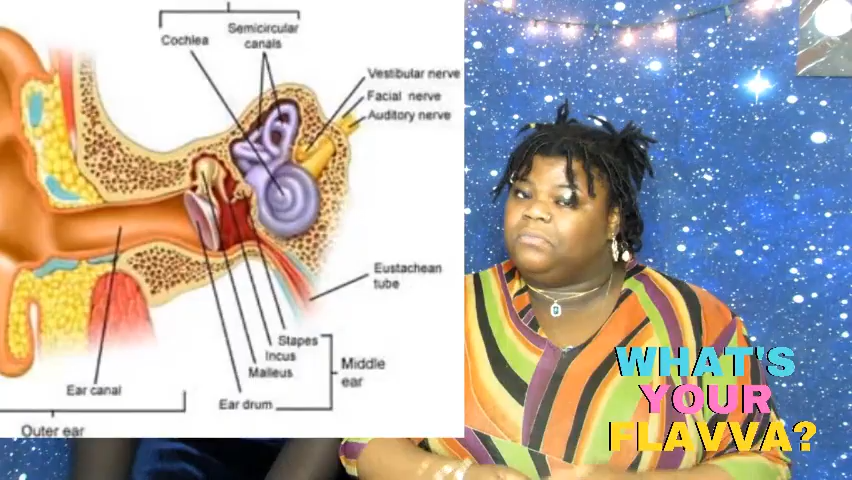 Cochlea
Semicircular
canals
Vestibular nerve
Facial nerve
Auditory nerve
Eustachean
tube
Stapes
Incus
Malleus
Middle
ear
Ear canal
Ear drum
Outer ear
WHAT'S
YOUR
FLAVVA?